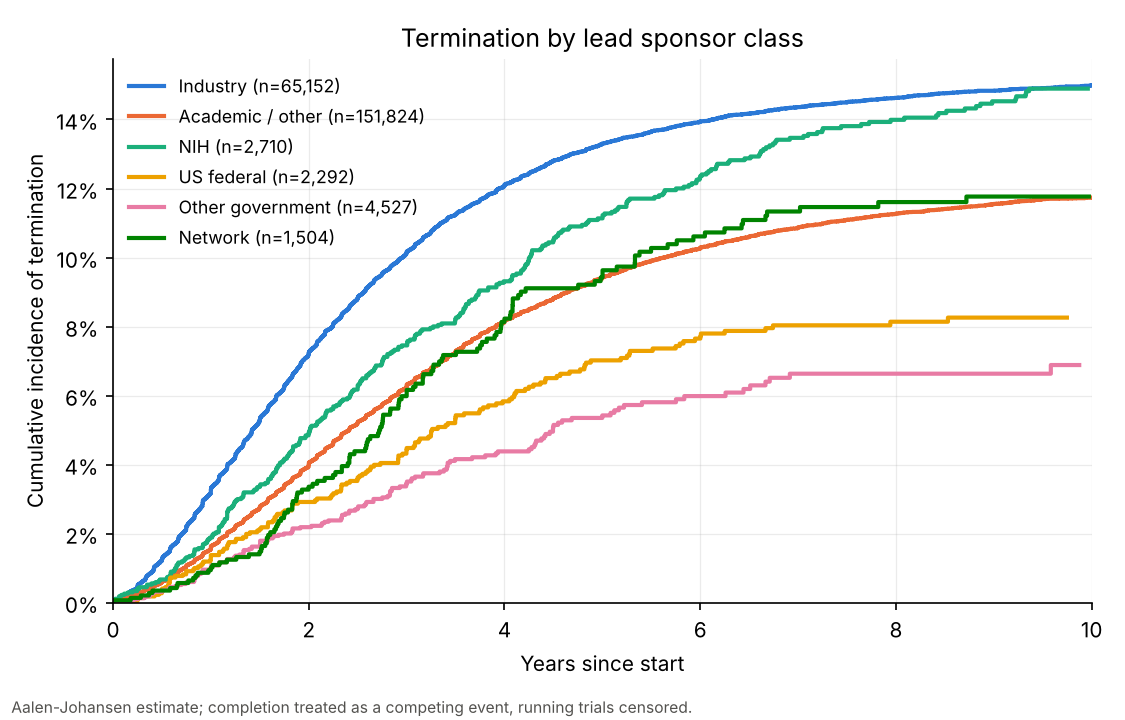 Termination by lead sponsor class
Industry (n=65,152)
Academic / other (n=151,824)
NIH (n=2,710)
US federal (n=2,292)
Other government (n=4,527)
Network (n=1,504)
Cumulative incidence of termination
14%
12%
10%
8%
6%
4%
2%
0%
0 2 4 6 8 10
Years since start
Aalen-Johansen estimate; completion treated as a competing event, running trials censored.